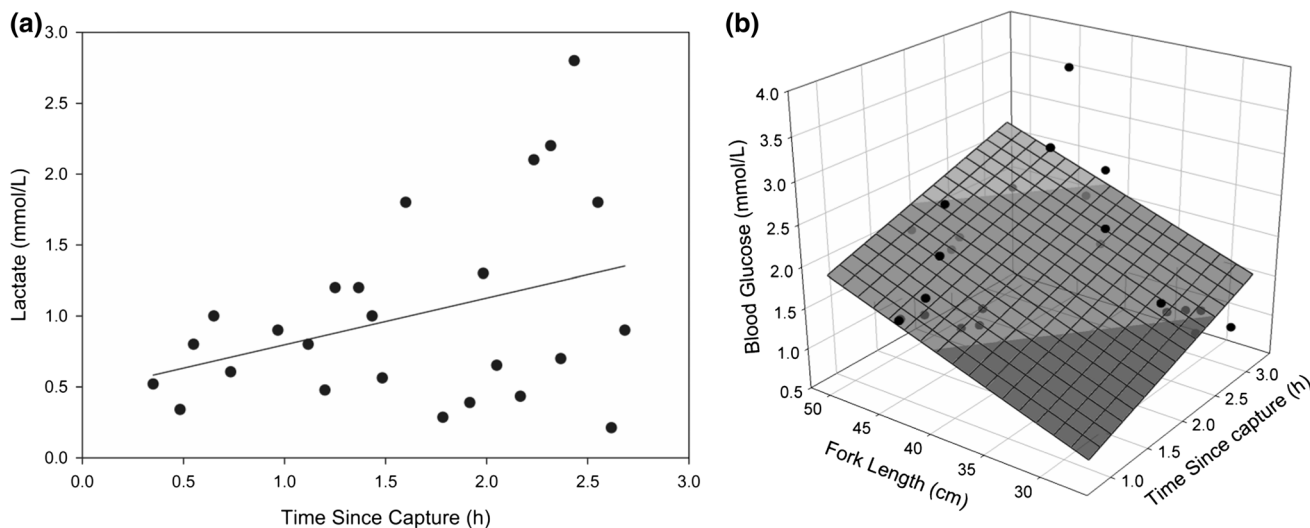 (a)
3.0
2.5
2.0
1.5
1.0
0.5
0.0
Lactate (mmol/L)
0.0 0.5 1.0 1.5 2.0 2.5 3.0
Time Since Capture (h)
(b)
4.0
3.5
3.0
2.5
2.0
1.5
1.0
0.5
Blood Glucose (mmol/L)
50 45 40 35 30
Fork Length (cm)
1.0 1.5 2.0 2.5 3.0
Time Since capture (h)